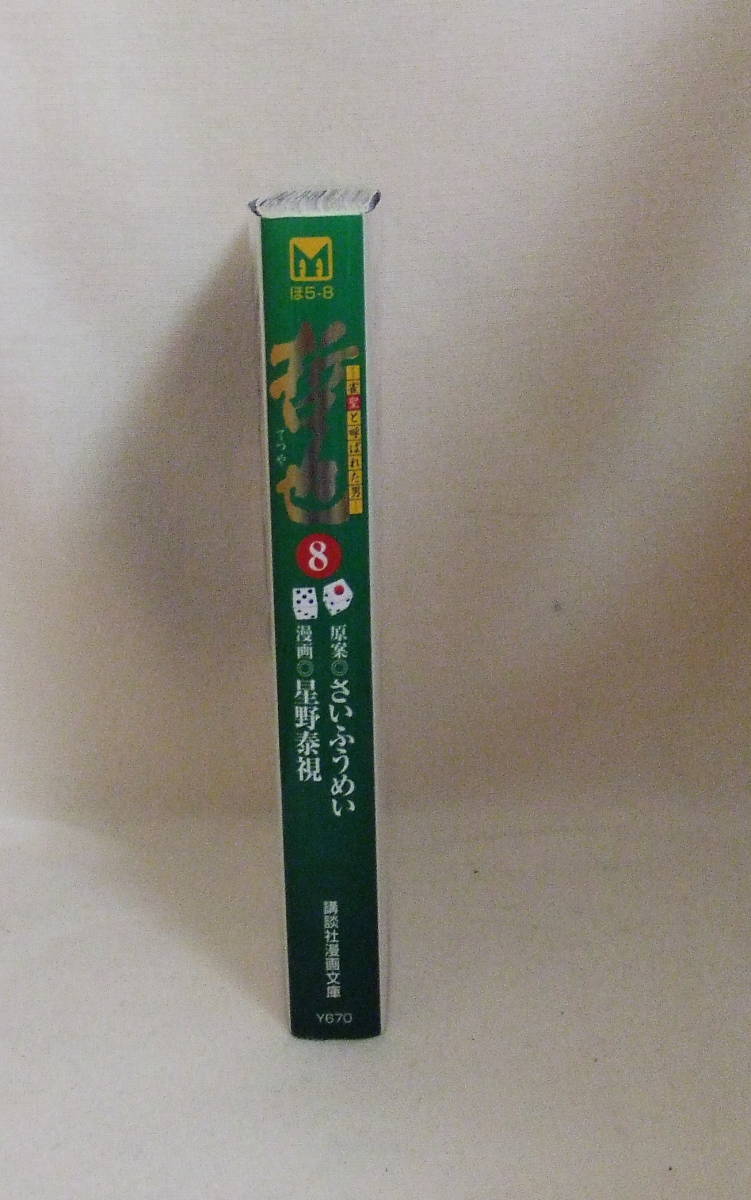 M
ほ5-8
哲也
てつや
雀聖と呼ばれた男
8
原案◎さいふうめい
漫画◎星野泰視
講談社漫画文庫
Y670